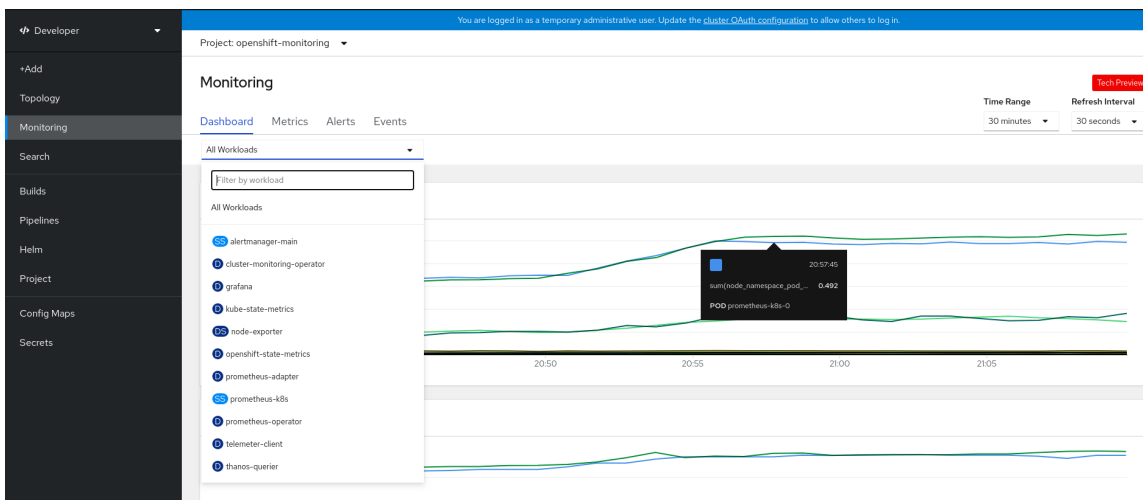 You are logged in as a temporary administrative user. Update the cluster OAuth configuration to allow others to log in.
Developer
+Add
Topology
Monitoring
Search
Builds
Pipelines
Helm
Project
Config Maps
Secrets
Project: openshift-monitoring
Monitoring
Tech Preview
Time Range
Refresh Interval
Dashboard
Metrics
Alerts
Events
30 minutes
30 seconds
All Workloads
Filter by workload
All Workloads
SS alertmanager-main
D cluster-monitoring-operator
D grafana
D kube-state-metrics
DS node-exporter
D openshift-state-metrics
D prometheus-adapter
SS prometheus-k8s
D prometheus-operator
D telemeter-client
D thanos-querier
20:57:45
sum(node_namespace_pod_... 0.492
POD prometheus-k8s-0
20:50
20:55
21:00
21:05